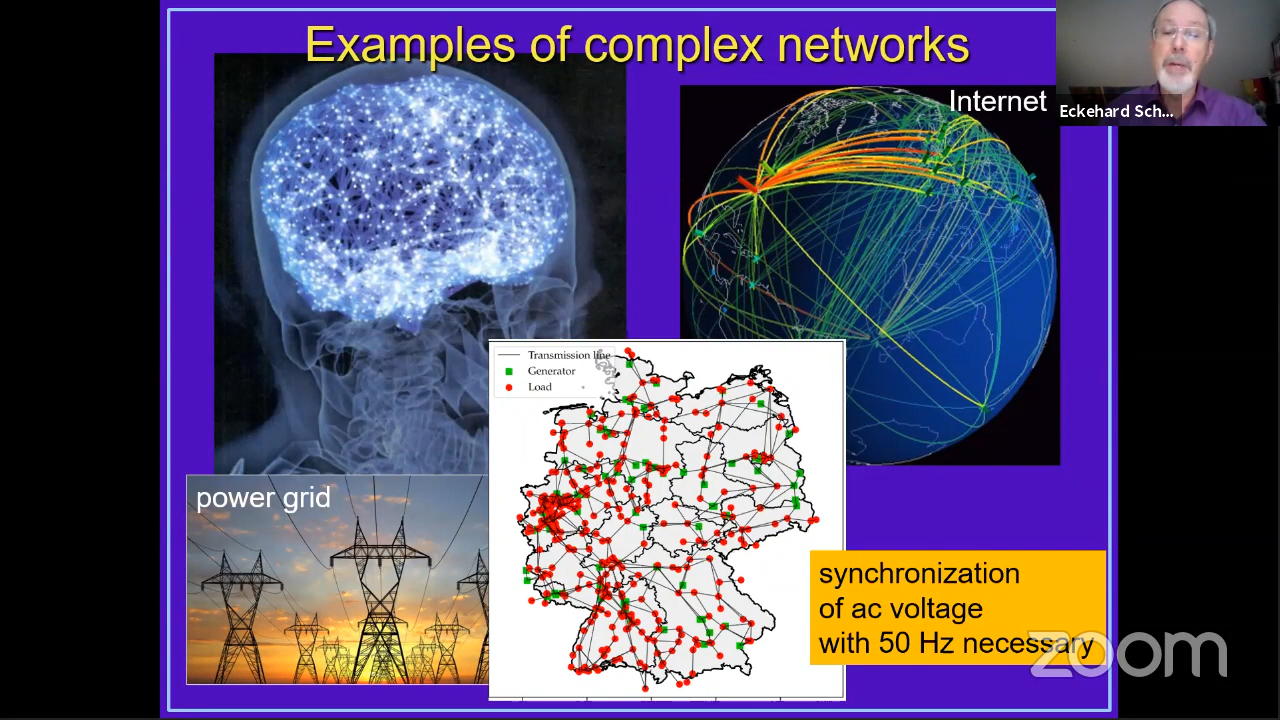 Examples of complex networks
Internet
Eckehard Sch...
Transmission line
Generator
Load
power grid
synchronization
of ac voltage
with 50 Hz necessary
zoom